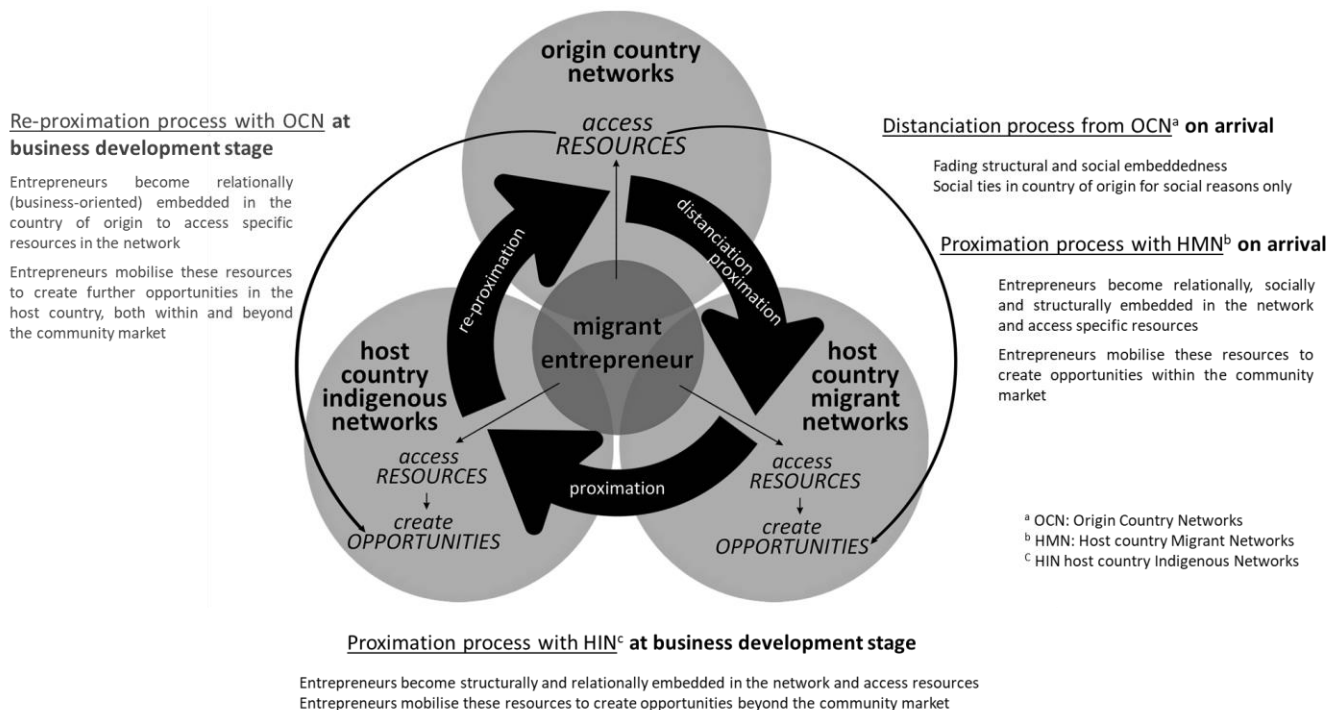 origin country
networks
access
RESOURCES
Re-proximation process with OCN at
business development stage
Entrepreneurs become relationally
(business-oriented) embedded in the
country of origin to access specific
resources in the network
Entrepreneurs mobilise these resources
to create further opportunities in the
host country, both within and beyond
the community market
Distanciation process from OCNᵃ on arrival
Fading structural and social embeddedness
Social ties in country of origin for social reasons only
Proximation process with HMNᵇ on arrival
Entrepreneurs become relationally, socially
and structurally embedded in the network
and access specific resources
Entrepreneurs mobilise these resources to
create opportunities within the community
market
distanciation
proximation
re-proximation
migrant
entrepreneur
host
country
indigenous
networks
access
RESOURCES
create
OPPORTUNITIES
proximation
host
country
migrant
networks
access
RESOURCES
create
OPPORTUNITIES
ᵃ OCN: Origin Country Networks
ᵇ HMN: Host country Migrant Networks
ᶜ HIN host country Indigenous Networks
Proximation process with HINᶜ at business development stage
Entrepreneurs become structurally and relationally embedded in the network and access resources
Entrepreneurs mobilise these resources to create opportunities beyond the community market